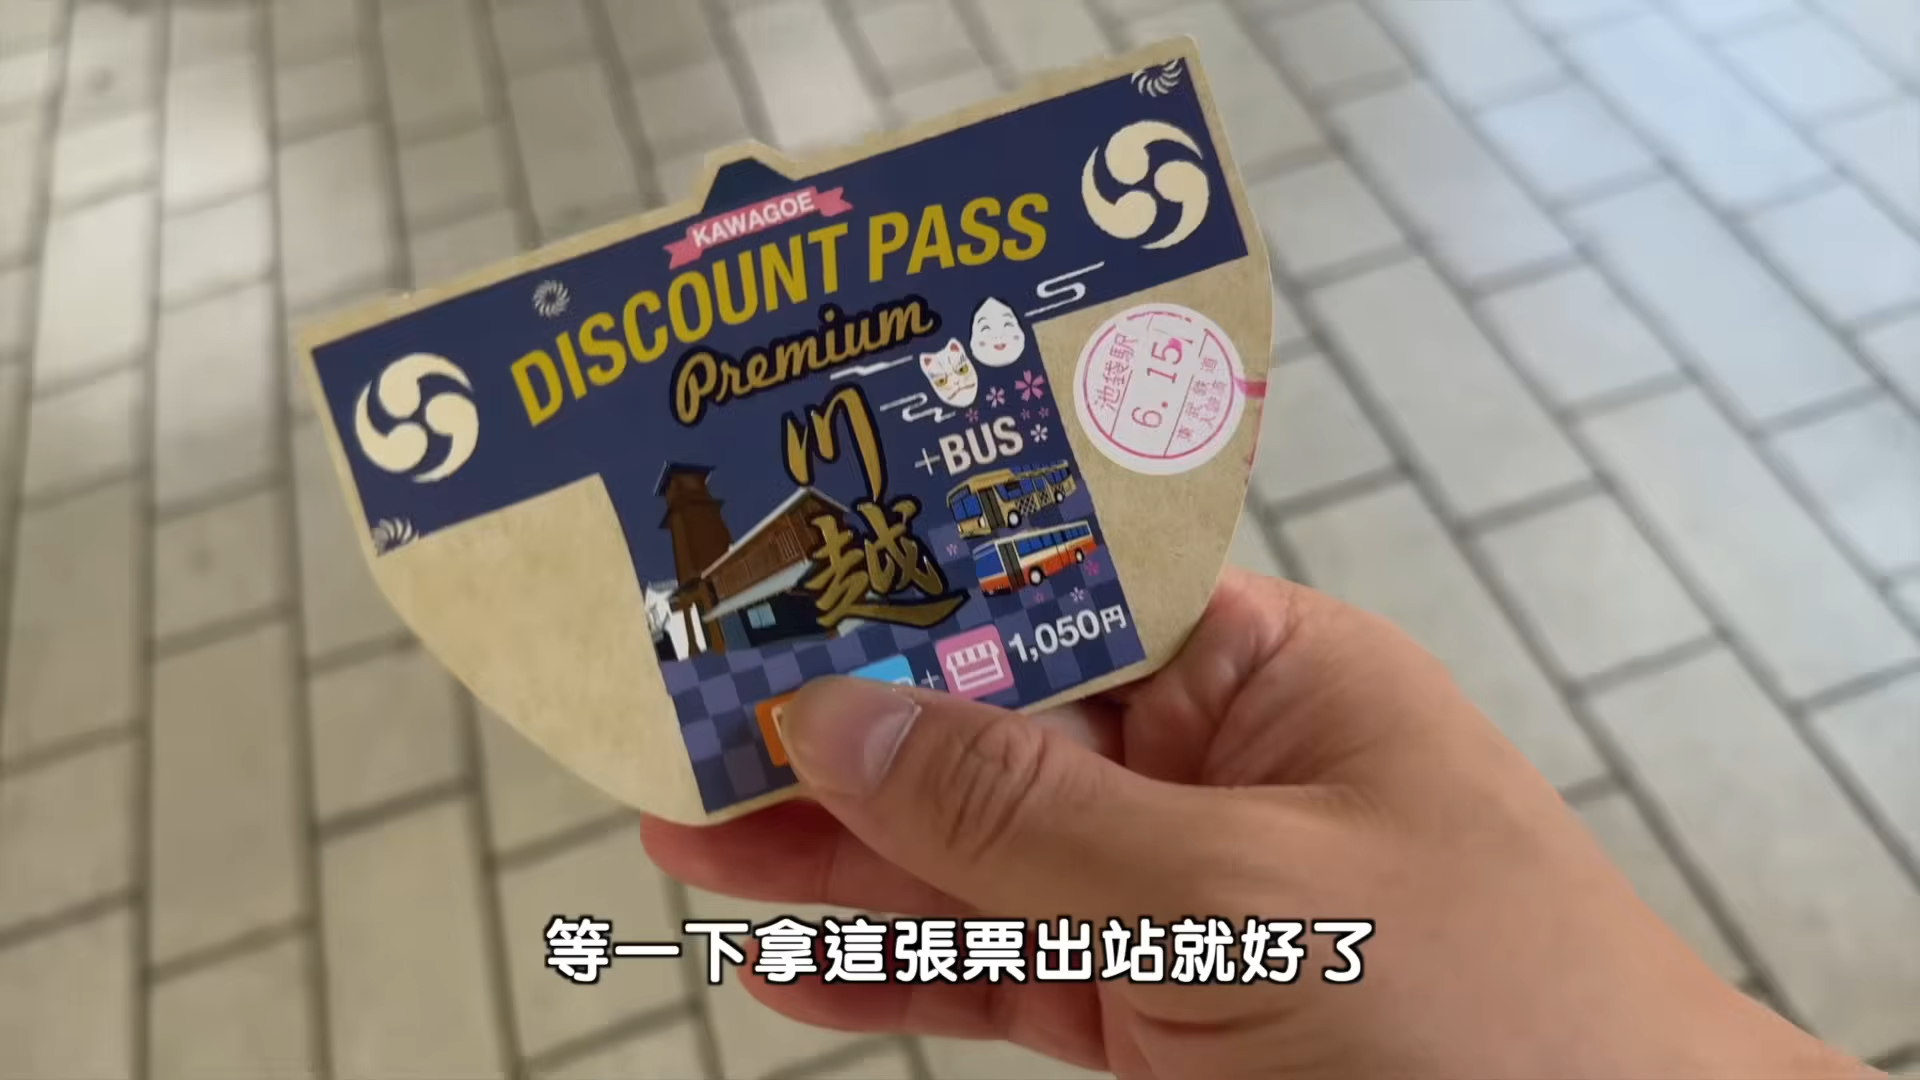 KAWAGOE
DISCOUNT PASS
Premium
川越
+BUS
池袋駅
6.15
1,050円
等一下拿這張票出站就好了